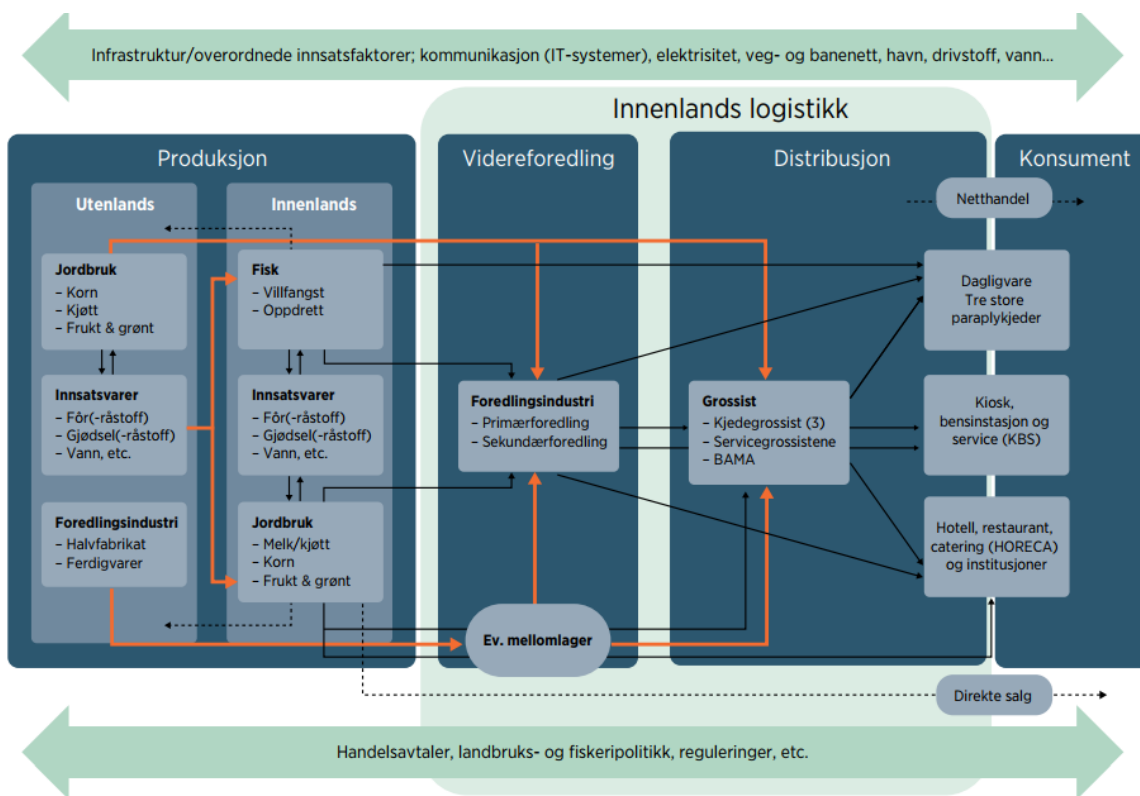 Infrastruktur/overordnede innsatsfaktorer; kommunikasjon (IT-systemer), elektrisitet, veg- og banenett, havn, drivstoff, vann...
Innenlands logistikk
Produksjon
Videreforedling
Distribusjon
Konsument
Utenlands
Innenlands
Netthandel
Jordbruk
– Korn
– Kjøtt
– Frukt & grønt
Fisk
– Villfangst
– Oppdrett
Dagligvare
Tre store
paraplykjeder
Innsatsvarer
– Fôr(-råstoff)
– Gjødsel(-råstoff)
– Vann, etc.
Innsatsvarer
– Fôr(-råstoff)
– Gjødsel(-råstoff)
– Vann, etc.
Foredlingsindustri
– Primærforedling
– Sekundærforedling
Grossist
– Kjedegrossist (3)
– Servicegrossistene
– BAMA
Kiosk,
bensinstasjon og
service (KBS)
Foredlingsindustri
– Halvfabrikat
– Ferdigvarer
Jordbruk
– Melk/kjøtt
– Korn
– Frukt & grønt
Hotell, restaurant,
catering (HORECA)
og institusjoner
Ev. mellomlager
Direkte salg
Handelsavtaler, landbruks- og fiskeripolitikk, reguleringer, etc.